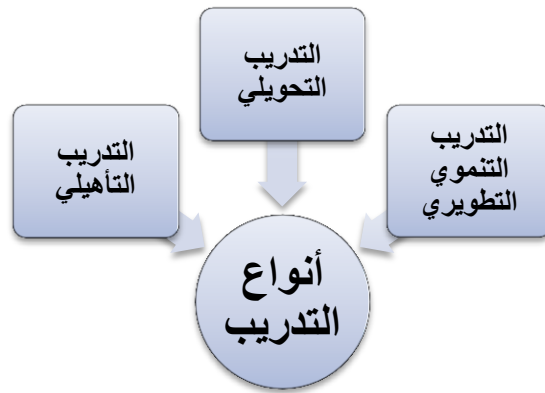 التدريب
التحويلي
التدريب
التنموي
التطويري
التدريب
التأهيلي
أنواع
التدريب